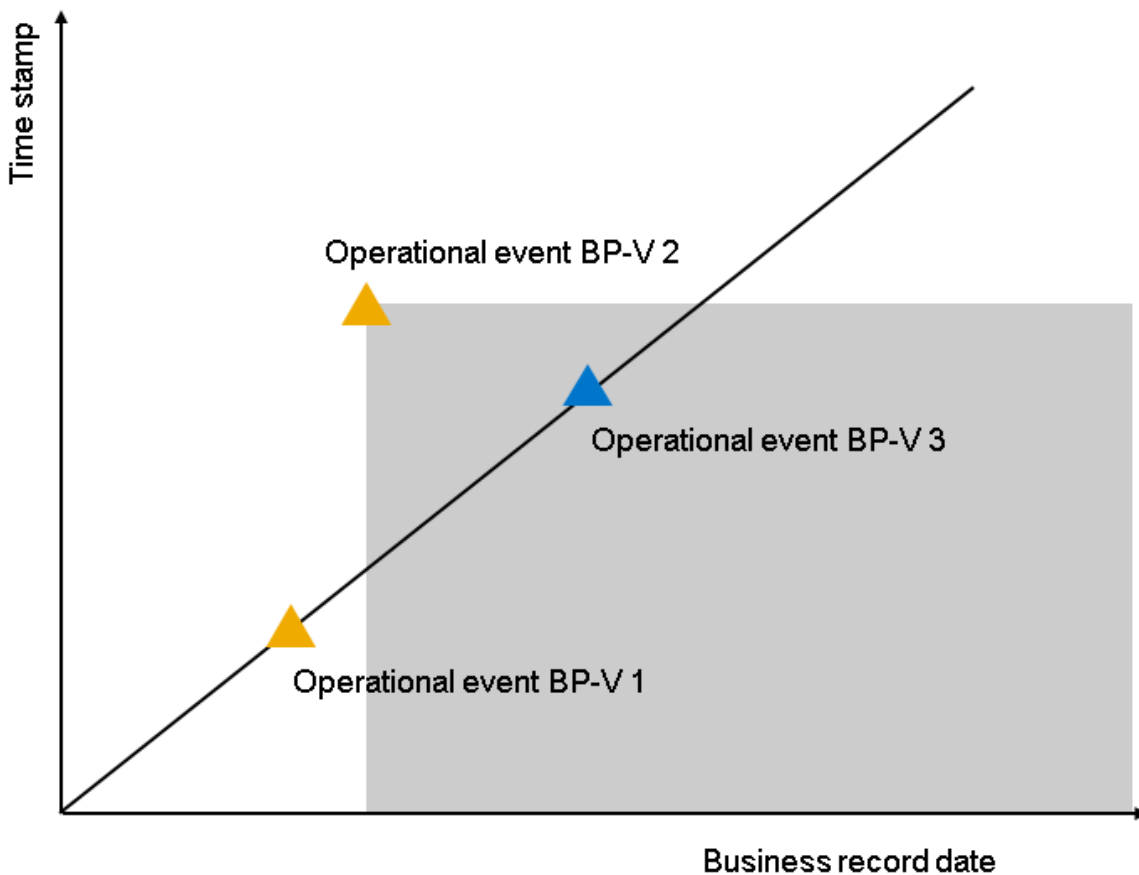 Time stamp
Operational event BP-V 2
Operational event BP-V 3
Operational event BP-V 1
Business record date